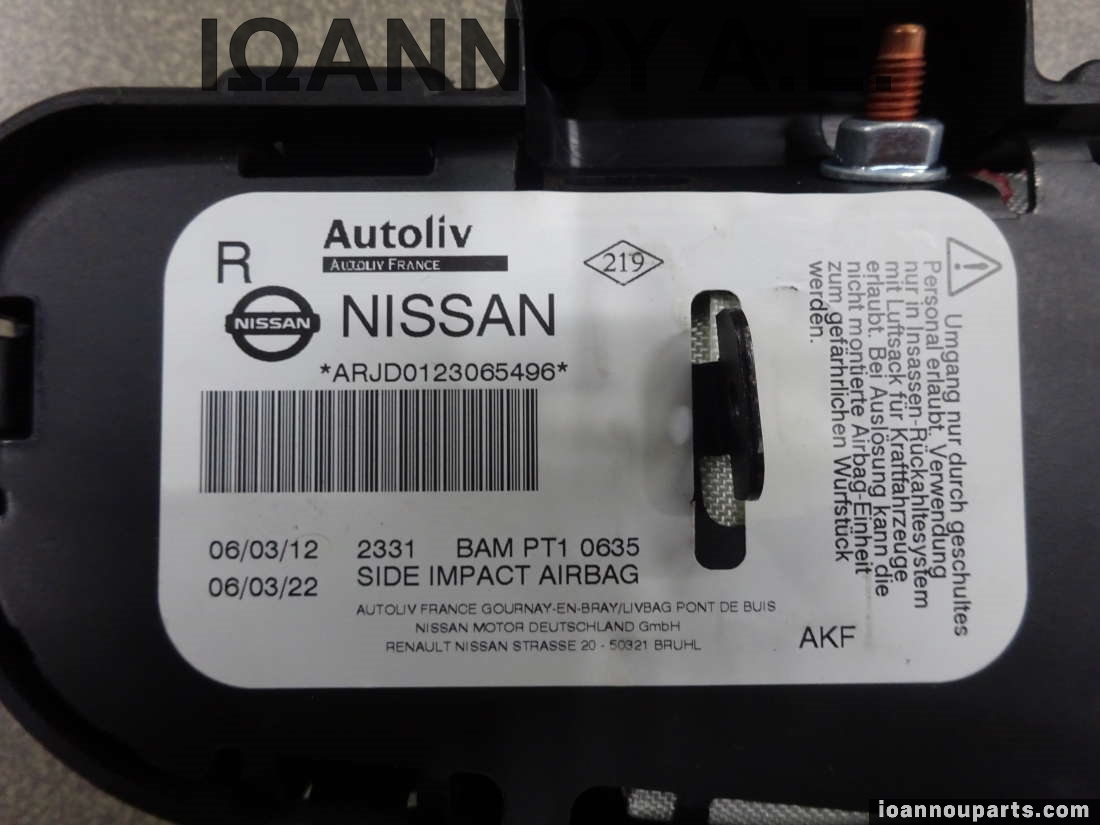 ΙΩΑΝΝΟΥ Α.Ε.
R
Autoliv
AUTOLIV FRANCE
219
NISSAN
NISSAN
*ARJD0123065496*
06/03/12 2331 BAM PT1 0635
06/03/22 SIDE IMPACT AIRBAG
AUTOLIV FRANCE GOURNAY-EN-BRAY/LIVBAG PONT DE BUIS
NISSAN MOTOR DEUTSCHLAND GmbH
RENAULT NISSAN STRASSE 20 - 50321 BRUHL
AKF
Umgang nur durch geschultes
Personal erlaubt. Verwendung
nur in Insassen-Rückahltesystem
mit Luftsack für Kraftfahrzeuge
erlaubt. Bei Auslösung kann die
nicht montierte Airbag-Einheit
zum gefährlichen Wurfstück
werden.
ioannouparts.com